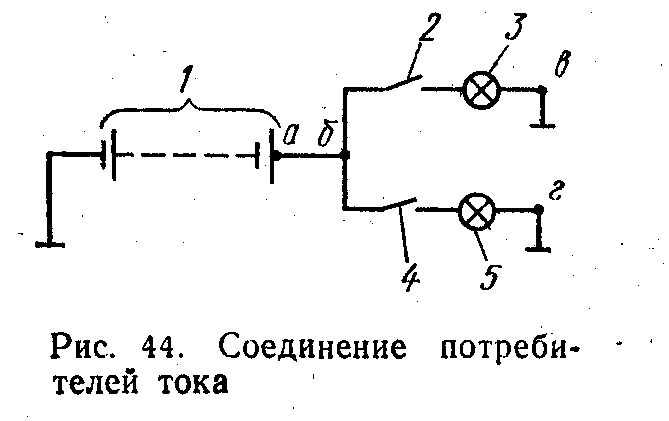 2 3 в
1
а б
г
4 5
Рис. 44. Соединение потреби-
телей тока